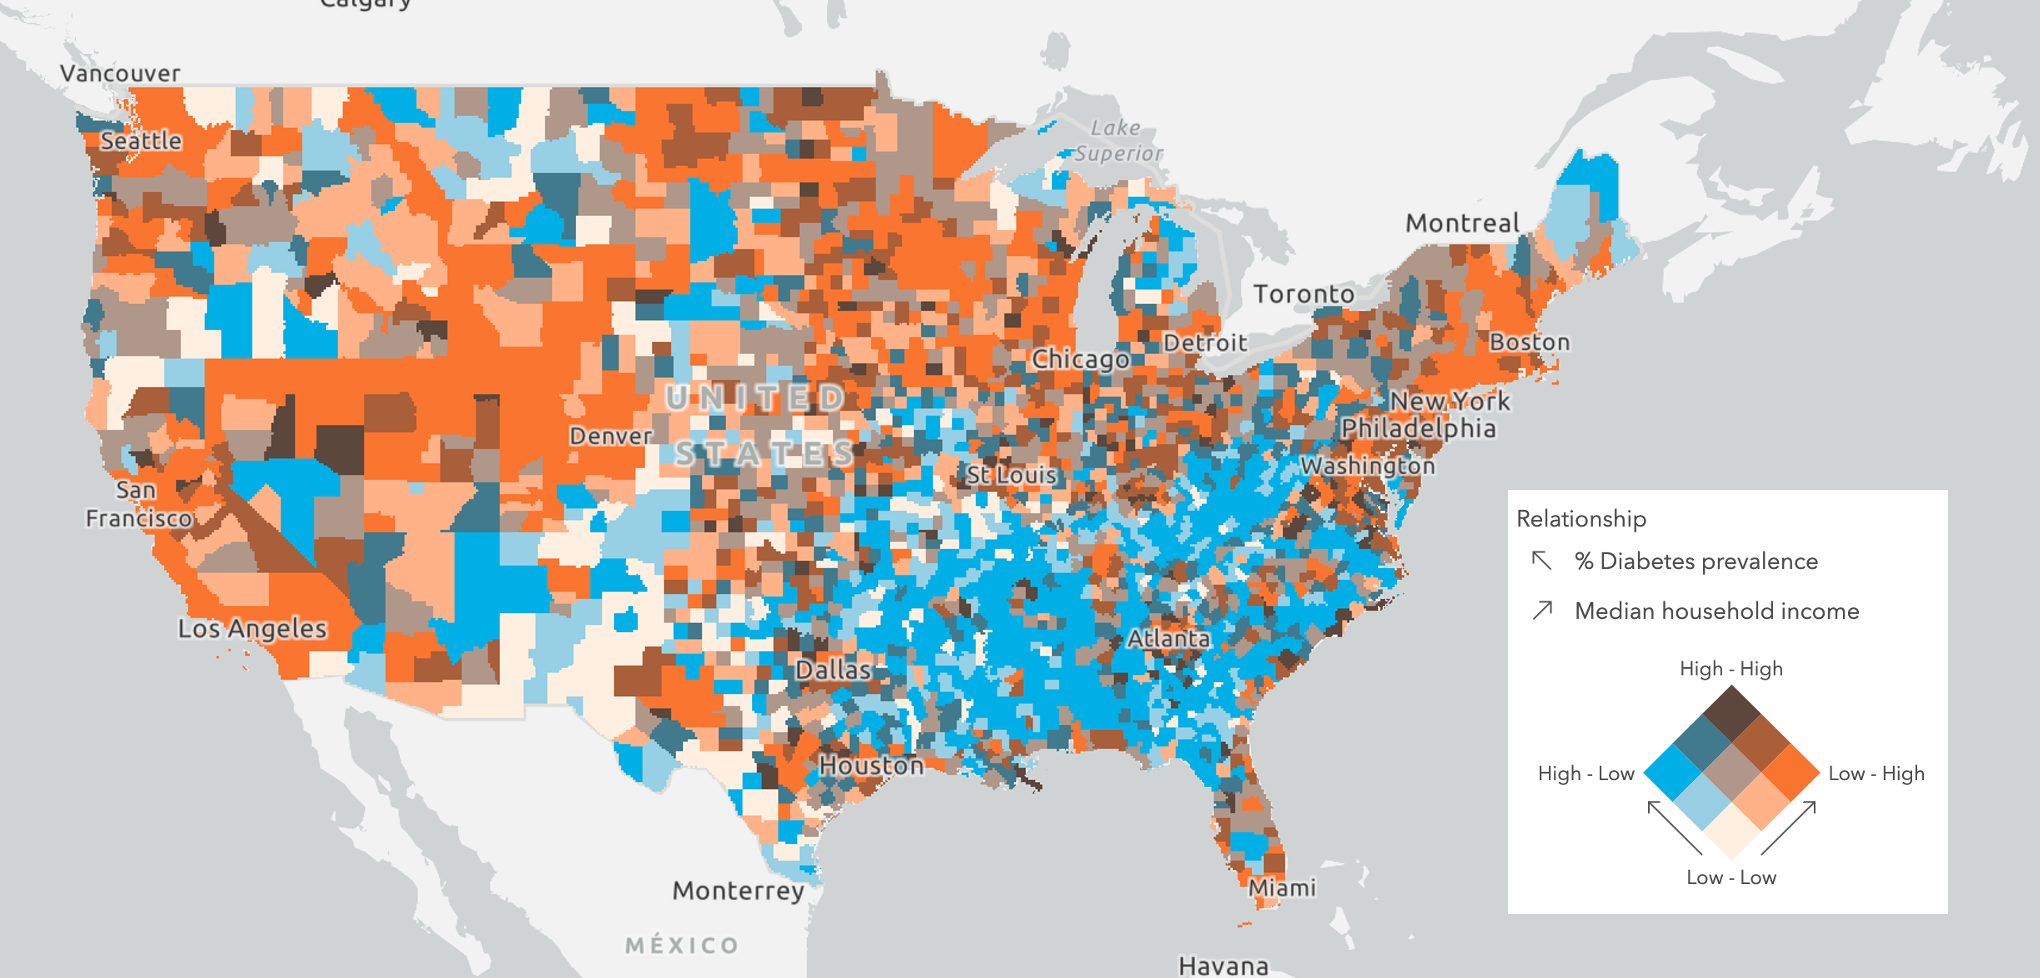 Calgary
Vancouver
Seattle
Lake
Superior
Montreal
Toronto
Detroit
Boston
Chicago
UNITED
STATES
New York
Philadelphia
Denver
Washington
St Louis
San
Francisco
Los Angeles
Atlanta
Dallas
Houston
Miami
Monterrey
MÉXICO
Havana
Relationship
% Diabetes prevalence
Median household income
High - High
High - Low
Low - High
Low - Low